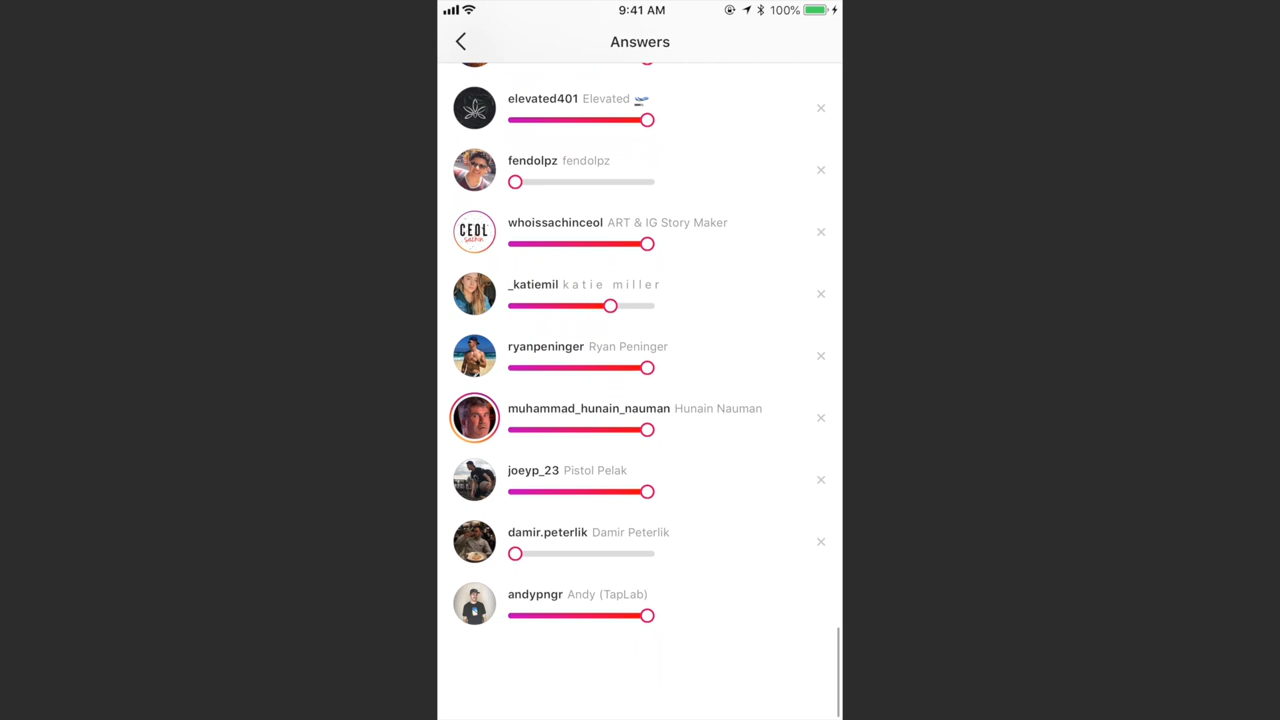 9:41 AM
100%
Answers
elevated401 Elevated 🛫
fendolpz fendolpz
CEOL
Sachin
whoissachinceol ART & IG Story Maker
_katiemil k a t i e   m i l l e r
ryanpeninger Ryan Peninger
muhammad_hunain_nauman Hunain Nauman
joeyp_23 Pistol Pelak
damir.peterlik Damir Peterlik
andypngr Andy (TapLab)